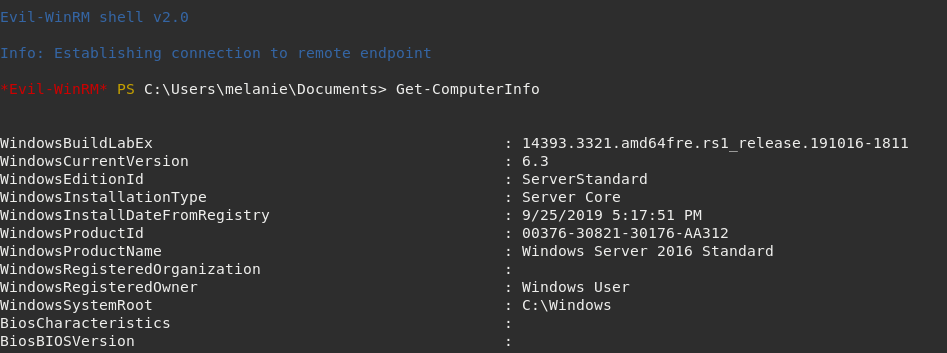 Evil-WinRM shell v2.0
Info: Establishing connection to remote endpoint
*Evil-WinRM* PS C:\Users\melanie\Documents> Get-ComputerInfo
WindowsBuildLabEx : 14393.3321.amd64fre.rs1_release.191016-1811
WindowsCurrentVersion : 6.3
WindowsEditionId : ServerStandard
WindowsInstallationType : Server Core
WindowsInstallDateFromRegistry : 9/25/2019 5:17:51 PM
WindowsProductId : 00376-30821-30176-AA312
WindowsProductName : Windows Server 2016 Standard
WindowsRegisteredOrganization :
WindowsRegisteredOwner : Windows User
WindowsSystemRoot : C:\Windows
BiosCharacteristics :
BiosBIOSVersion :